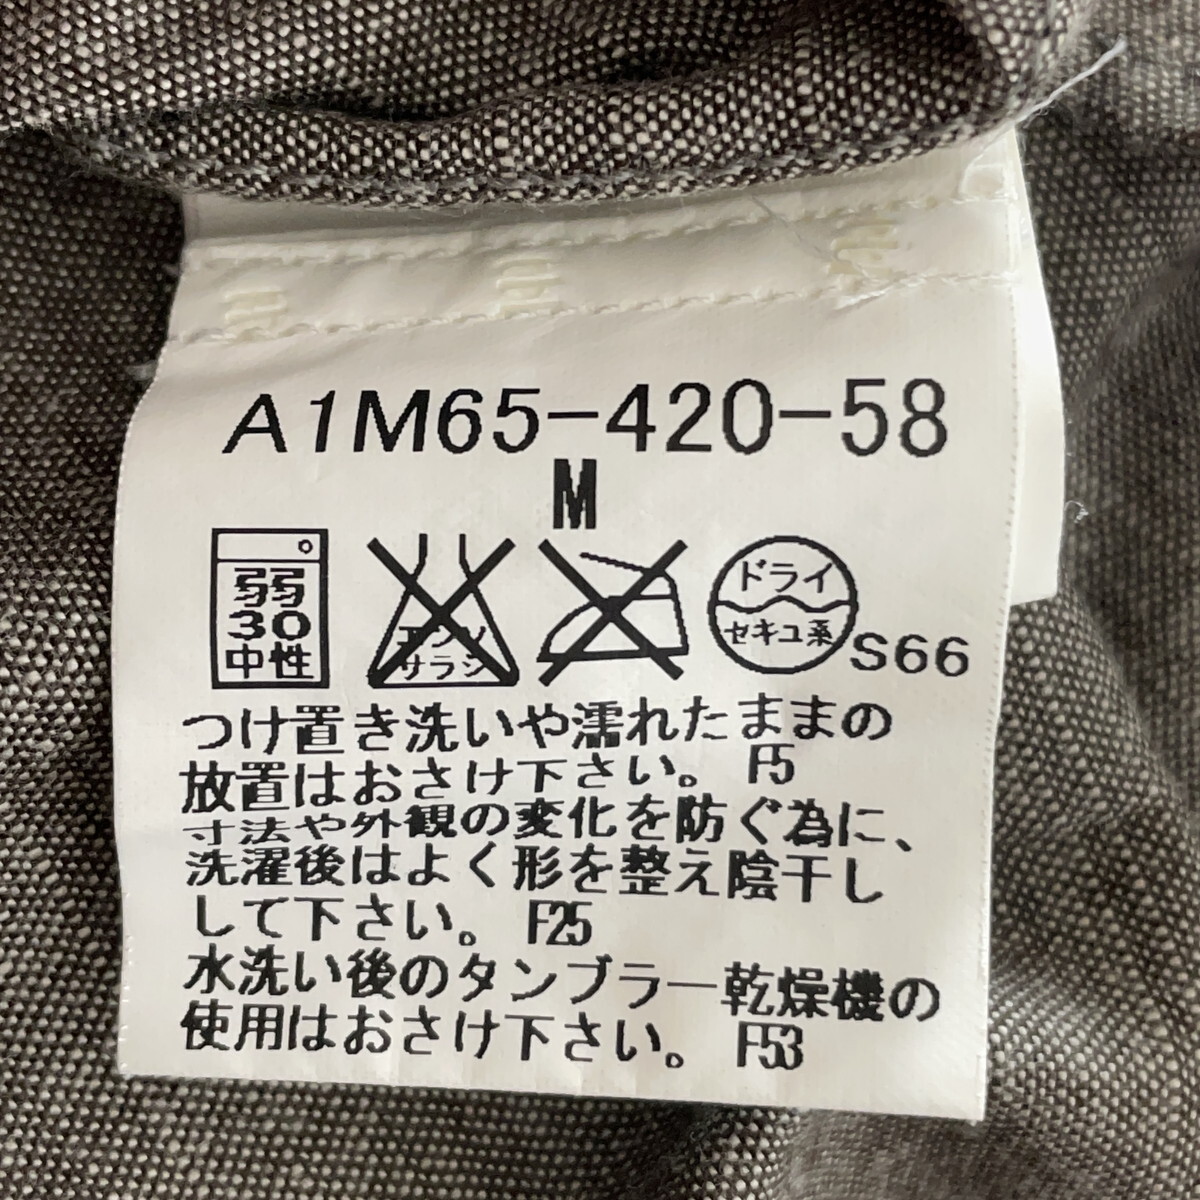 A1M65-420-58
M
弱
30
中性
エンソ
サラシ
ドライ
セキユ系
S66
つけ置き洗いや濡れたままの
放置はおさけ下さい。 F5
寸法や外観の変化を防ぐ為に、
洗濯後はよく形を整え陰干し
して下さい。 F25
水洗い後のタンブラー乾燥機の
使用はおさけ下さい。 F53